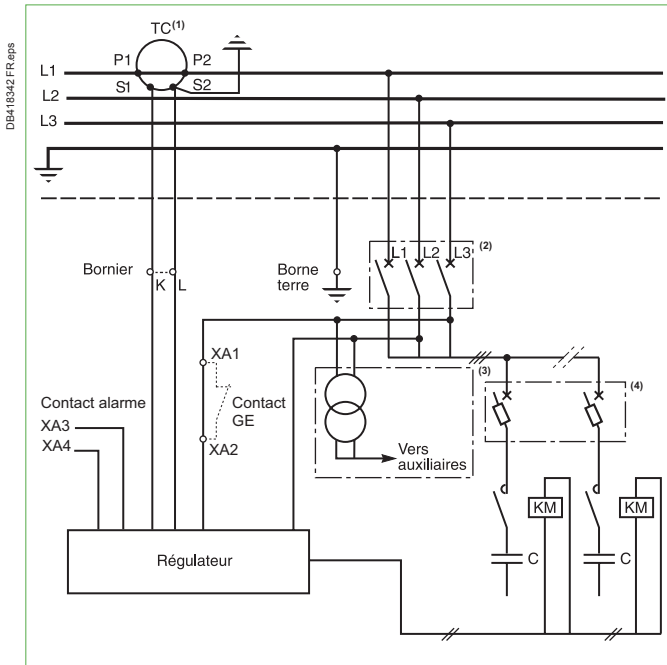 DB418342 FR.eps
TC(1)
P1 P2
L1
S1 S2
L2
L3
L1 L2 L3 (2)
Bornier
K L
Borne
terre
XA1
(3)
Contact
GE
(4)
Contact alarme
XA3
XA2
XA4
Vers
auxiliaires
KM KM
Régulateur
C C